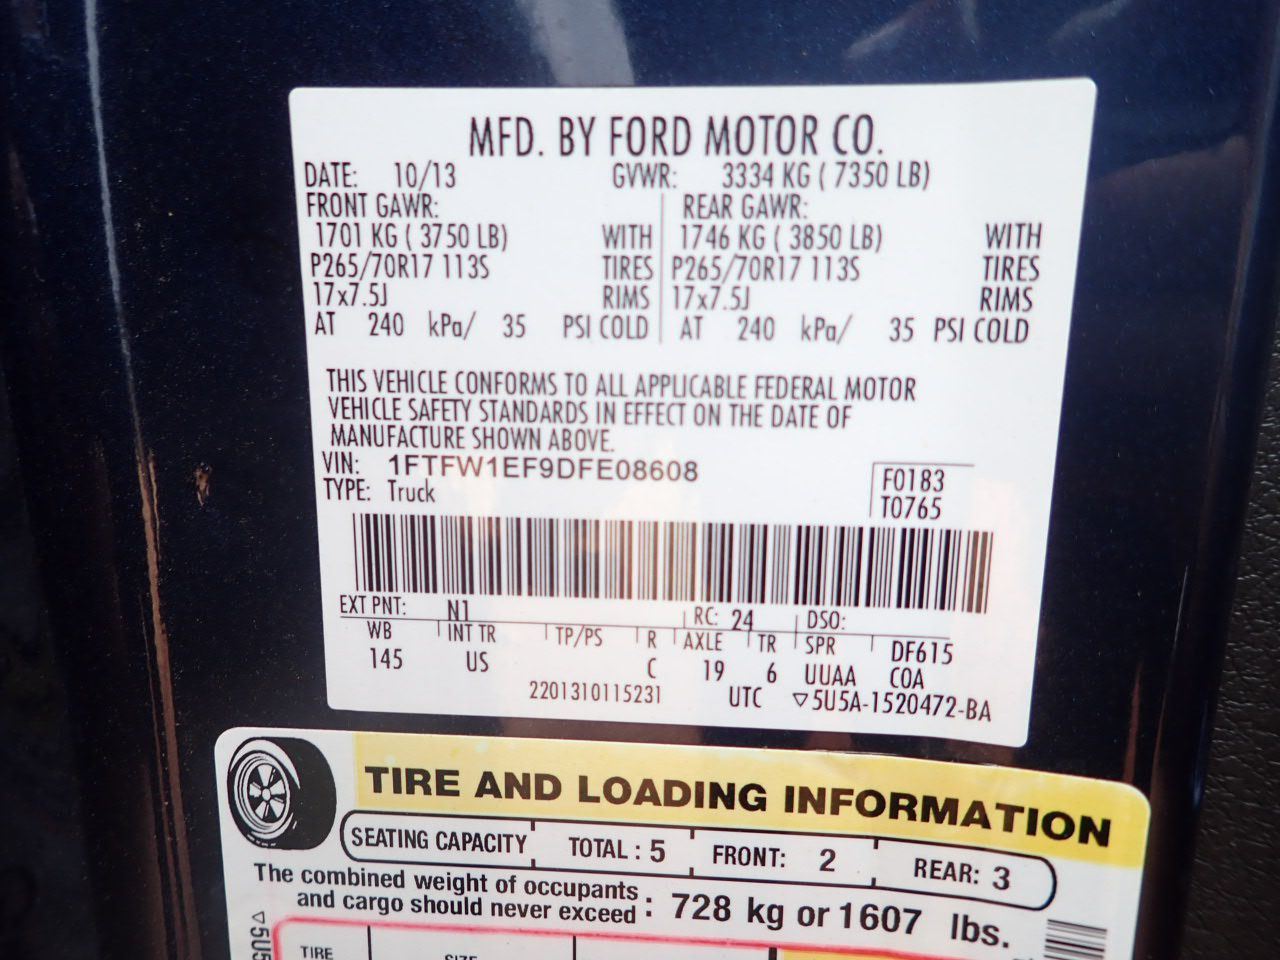 MFD. BY FORD MOTOR CO.
DATE: 10/13 GVWR: 3334 KG ( 7350 LB)
FRONT GAWR: REAR GAWR:
1701 KG ( 3750 LB) WITH 1746 KG ( 3850 LB) WITH
P265/70R17 113S TIRES P265/70R17 113S TIRES
17x7.5J RIMS 17x7.5J RIMS
AT 240 kPa/ 35 PSI COLD AT 240 kPa/ 35 PSI COLD
THIS VEHICLE CONFORMS TO ALL APPLICABLE FEDERAL MOTOR
VEHICLE SAFETY STANDARDS IN EFFECT ON THE DATE OF
MANUFACTURE SHOWN ABOVE.
VIN: 1FTFW1EF9DFE08608
TYPE: Truck
F0183
T0765
EXT PNT: N1 RC: 24 DSO:
WB INT TR TP/PS R AXLE TR SPR DF615
145 US C 19 6 UUAA COA
2201310115231 UTC ▽5U5A-1520472-BA
TIRE AND LOADING INFORMATION
SEATING CAPACITY TOTAL : 5 FRONT: 2 REAR: 3
The combined weight of occupants
and cargo should never exceed : 728 kg or 1607 lbs.
▽5U5
TIRE